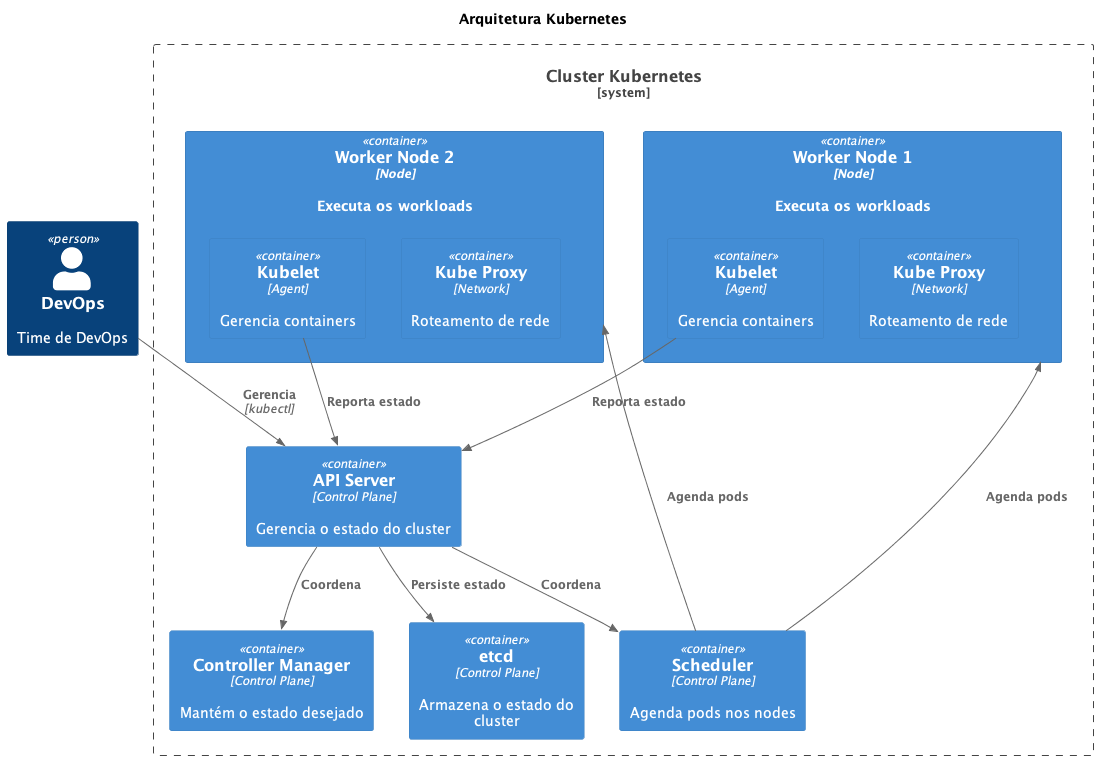 Arquitetura Kubernetes
Cluster Kubernetes
[system]
«container»
Worker Node 2
[Node]
Executa os workloads
«container»
Kubelet
[Agent]
Gerencia containers
«container»
Kube Proxy
[Network]
Roteamento de rede
«container»
Worker Node 1
[Node]
Executa os workloads
«container»
Kubelet
[Agent]
Gerencia containers
«container»
Kube Proxy
[Network]
Roteamento de rede
«person»
DevOps
Time de DevOps
Gerencia
[kubectl]
Reporta estado
Reporta estado
«container»
API Server
[Control Plane]
Gerencia o estado do cluster
Agenda pods
Agenda pods
Coordena
Persiste estado
Coordena
«container»
Controller Manager
[Control Plane]
Mantém o estado desejado
«container»
etcd
[Control Plane]
Armazena o estado do
cluster
«container»
Scheduler
[Control Plane]
Agenda pods nos nodes